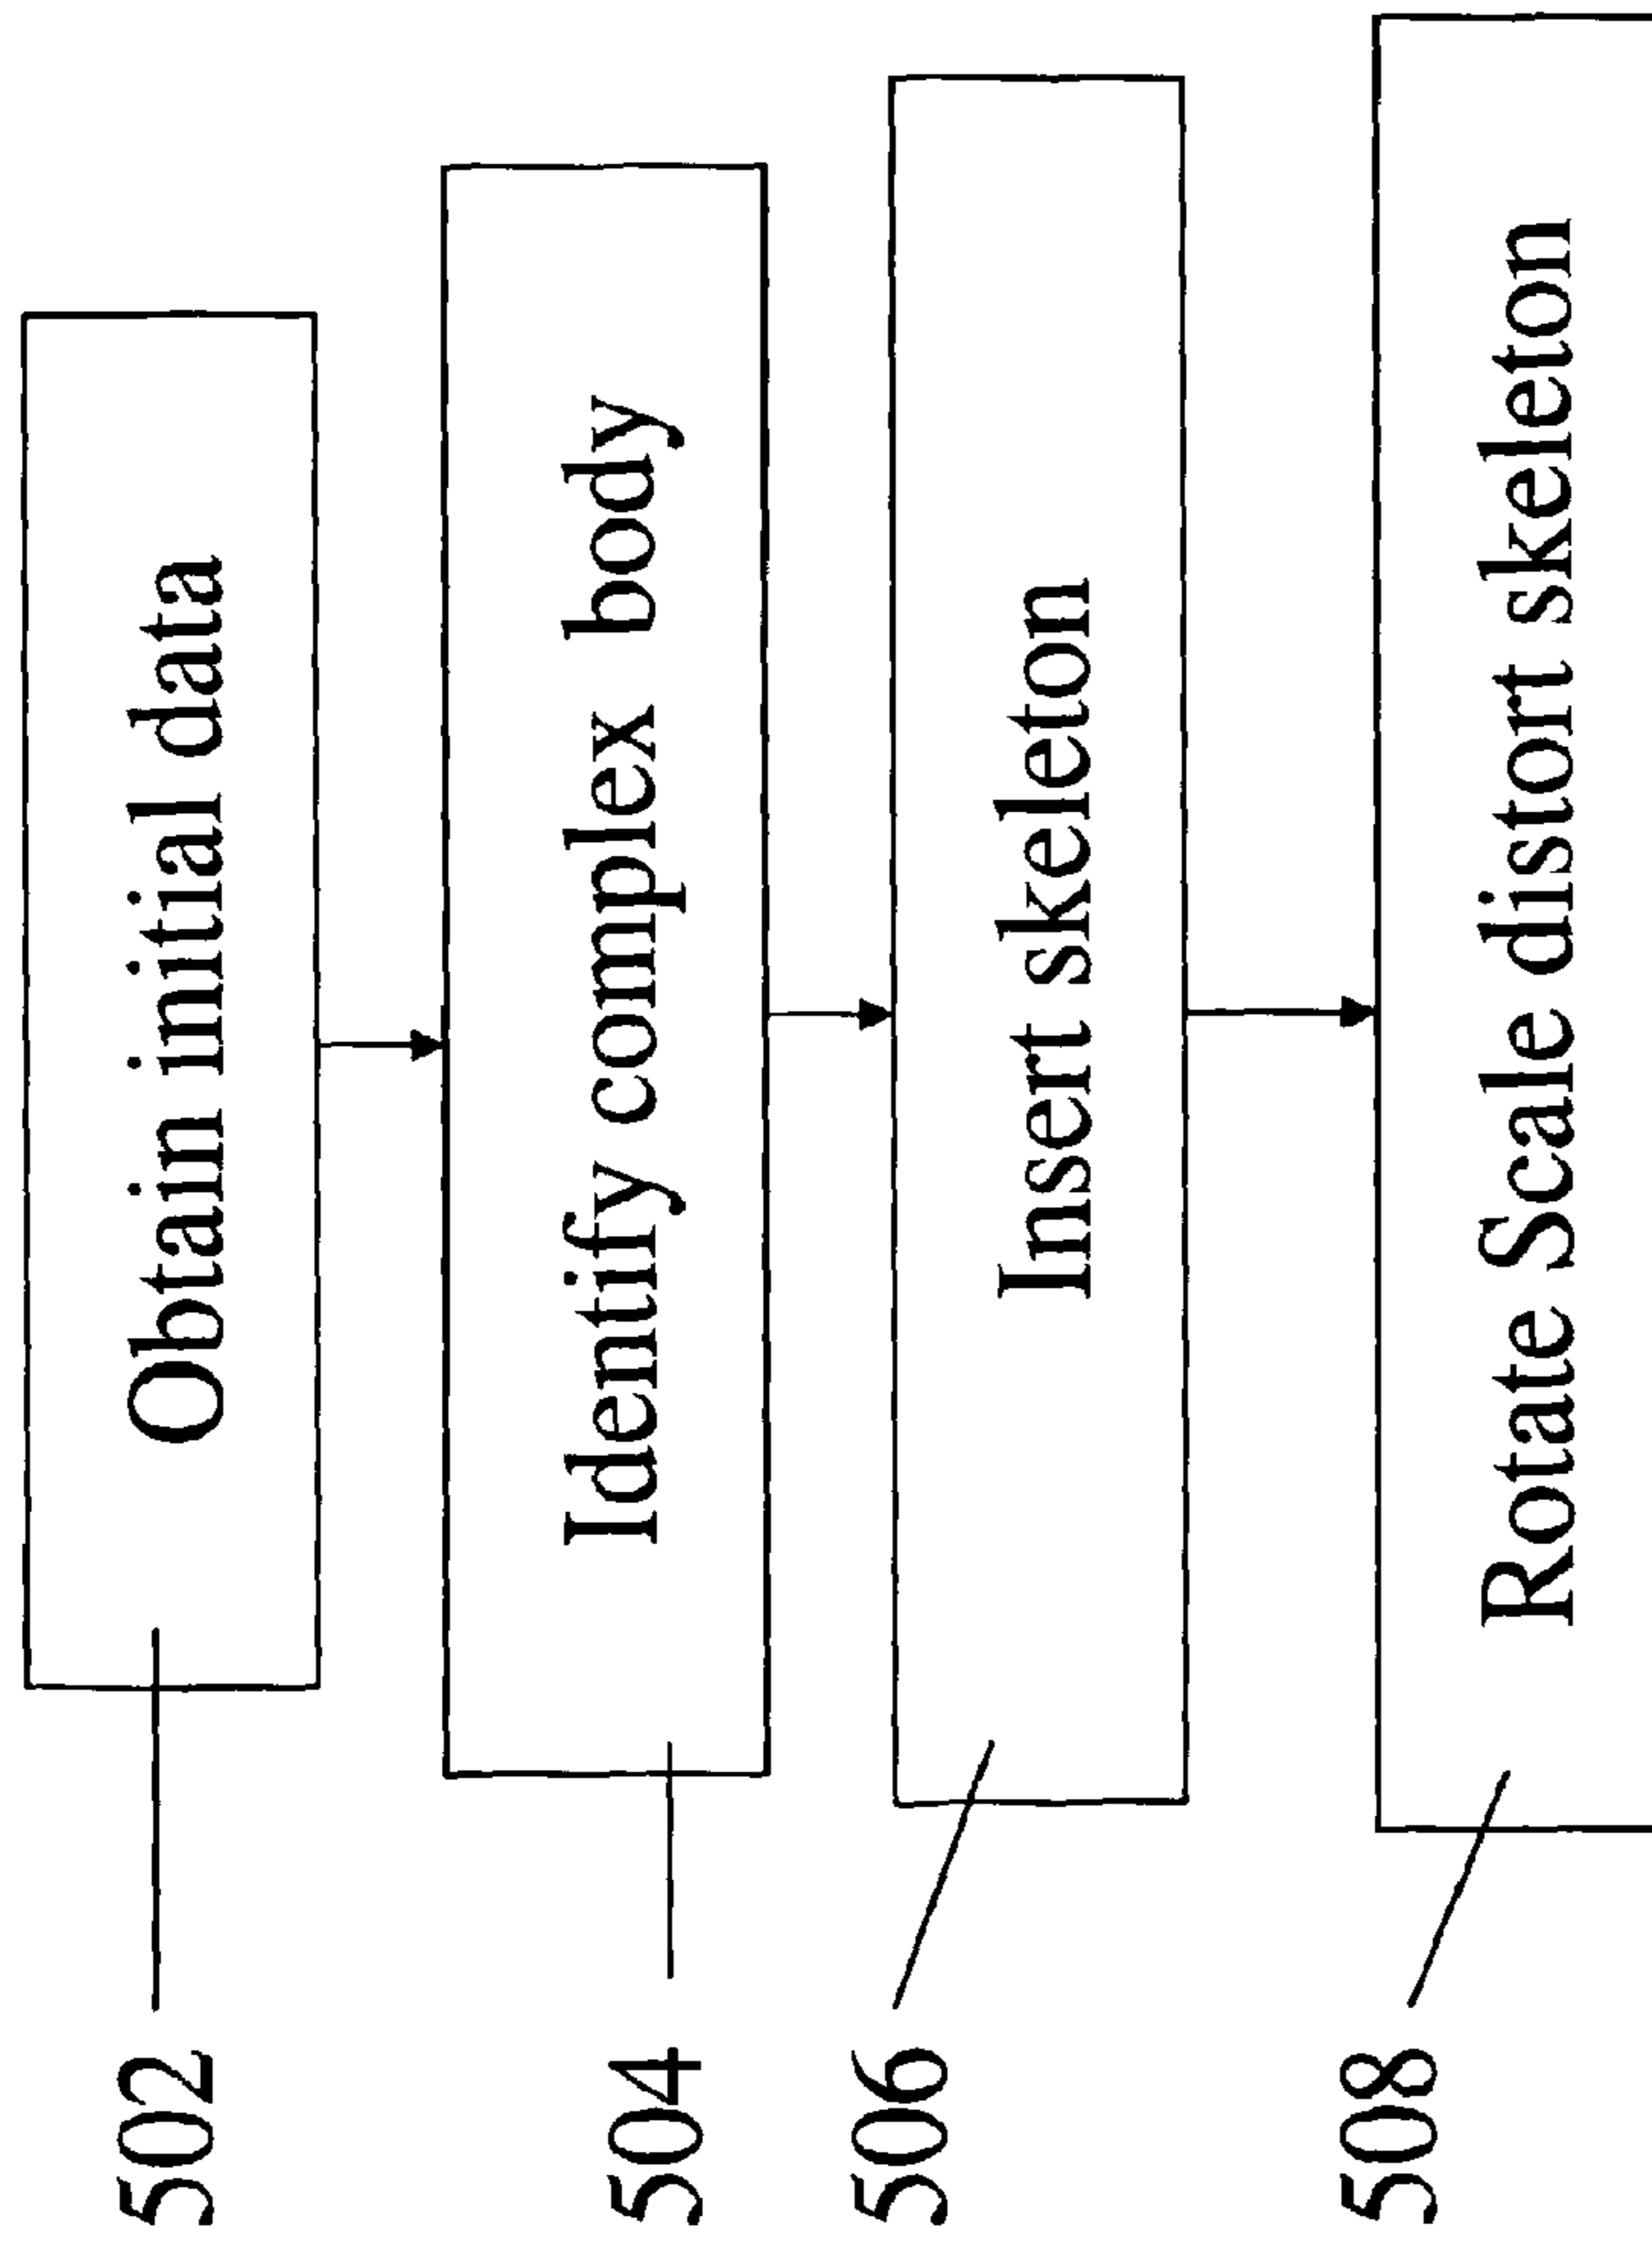 502
Obtain initial data
504
Identify complex body
506
Insert skeleton
508
Rotate Scale distort skeleton